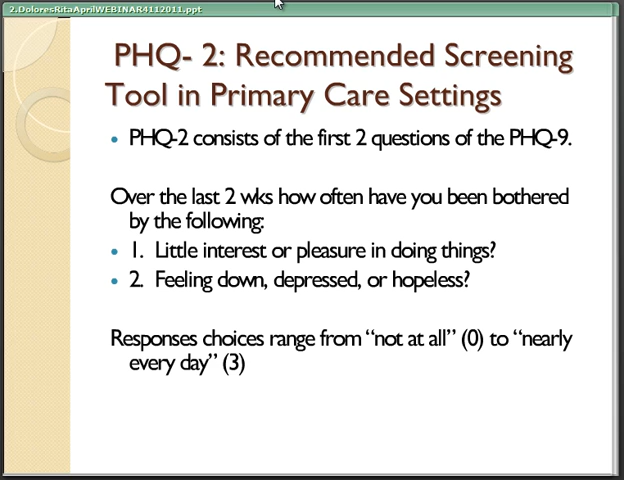 2.DoloresRitaAprilWEBINAR4112011.ppt
PHQ- 2: Recommended Screening
Tool in Primary Care Settings
• PHQ-2 consists of the first 2 questions of the PHQ-9.
Over the last 2 wks how often have you been bothered
by the following:
• 1. Little interest or pleasure in doing things?
• 2. Feeling down, depressed, or hopeless?
Responses choices range from “not at all” (0) to “nearly
every day” (3)